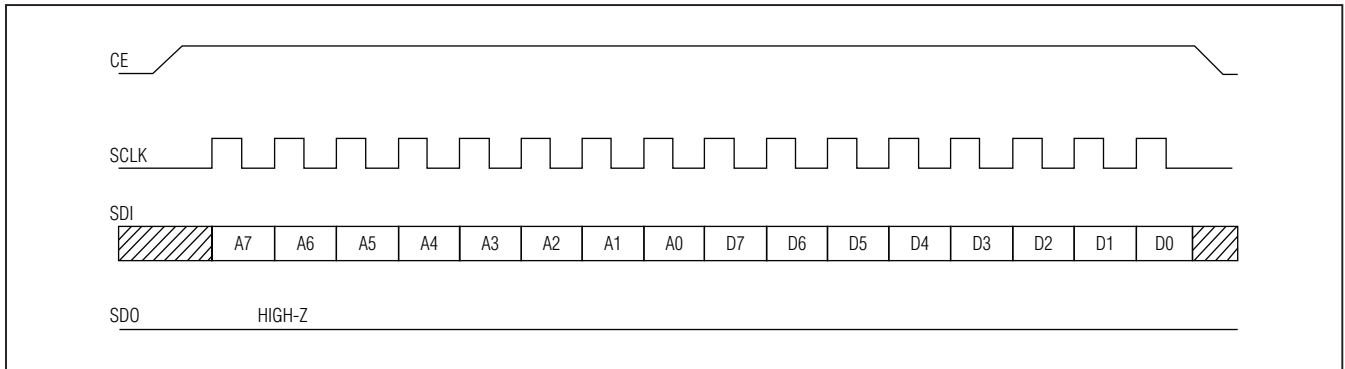 CE
SCLK
SDI
A7 A6 A5 A4 A3 A2 A1 A0 D7 D6 D5 D4 D3 D2 D1 D0
SDO HIGH-Z